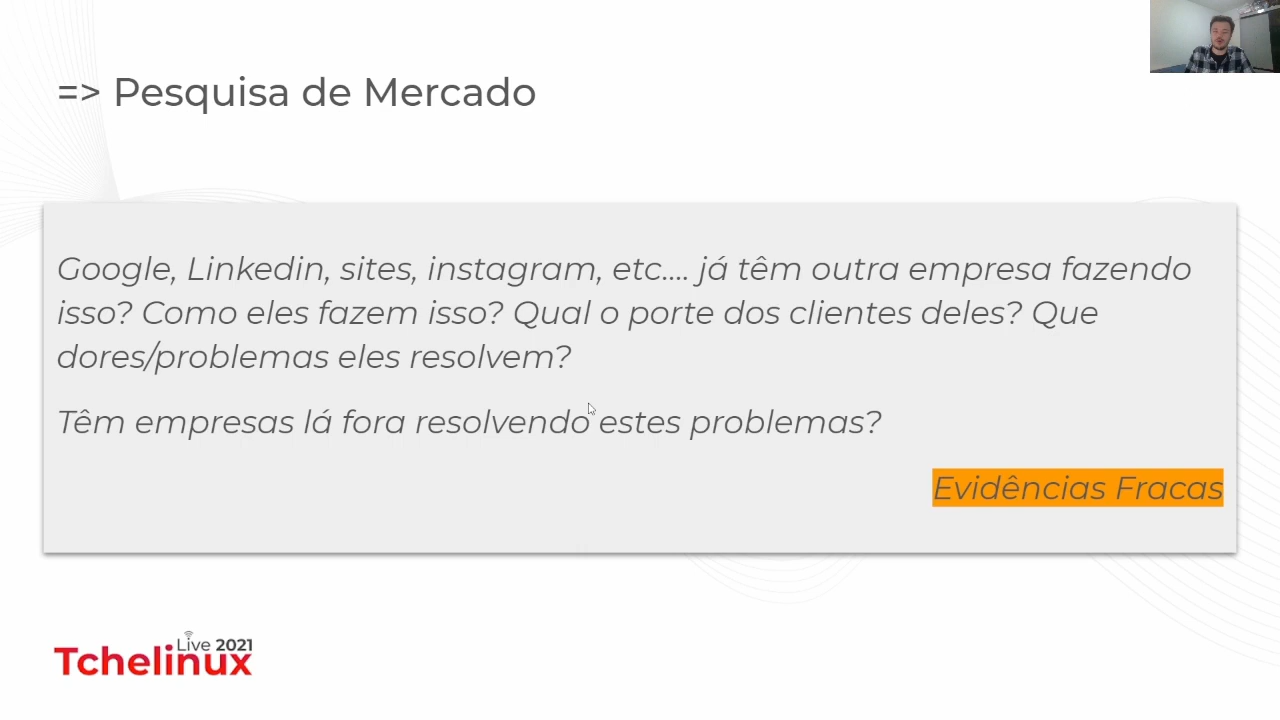 => Pesquisa de Mercado
Google, Linkedin, sites, instagram, etc.... já têm outra empresa fazendo
isso? Como eles fazem isso? Qual o porte dos clientes deles? Que
dores/problemas eles resolvem?
Têm empresas lá fora resolvendo estes problemas?
Evidências Fracas
Live 2021
Tchelinux